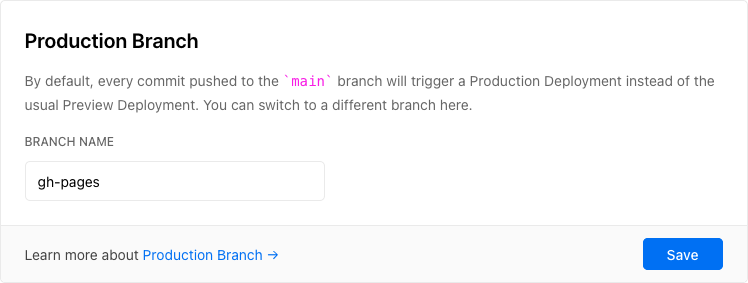 Production Branch
By default, every commit pushed to the `main` branch will trigger a Production Deployment instead of the
usual Preview Deployment. You can switch to a different branch here.
BRANCH NAME
gh-pages
Learn more about Production Branch →
Save